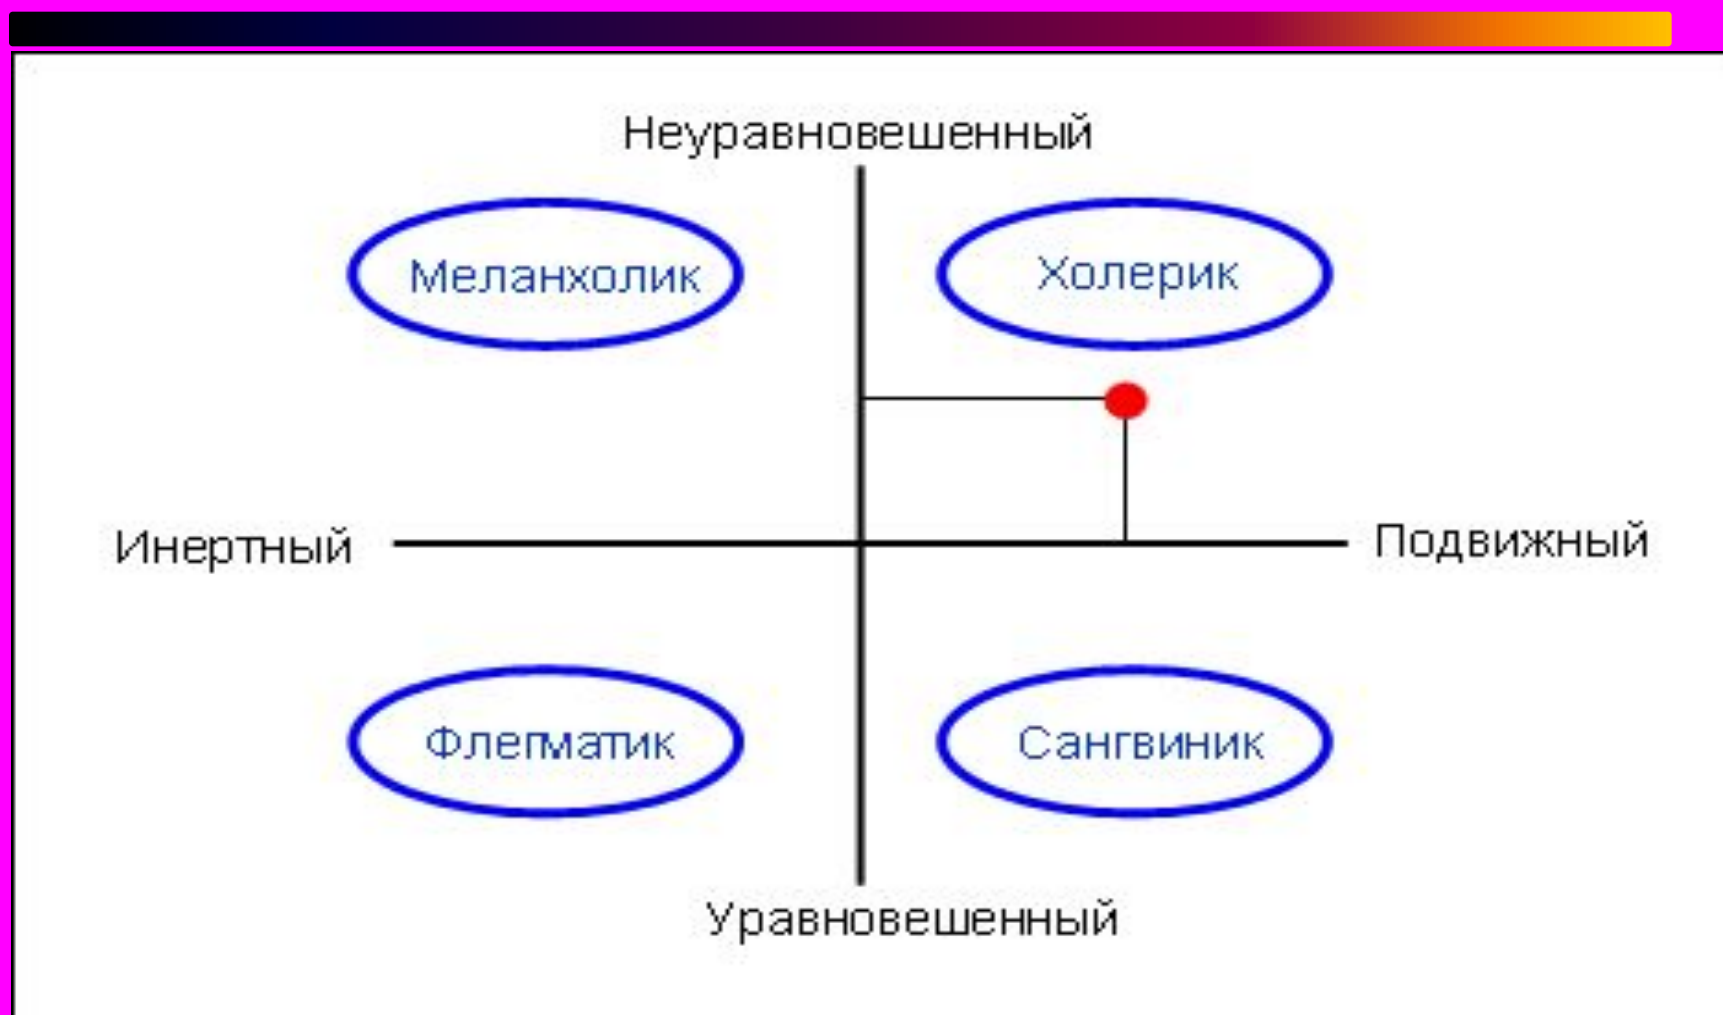 Неуравновешенный
Меланхолик
Холерик
Инертный
Подвижный
Флегматик
Сангвиник
Уравновешенный